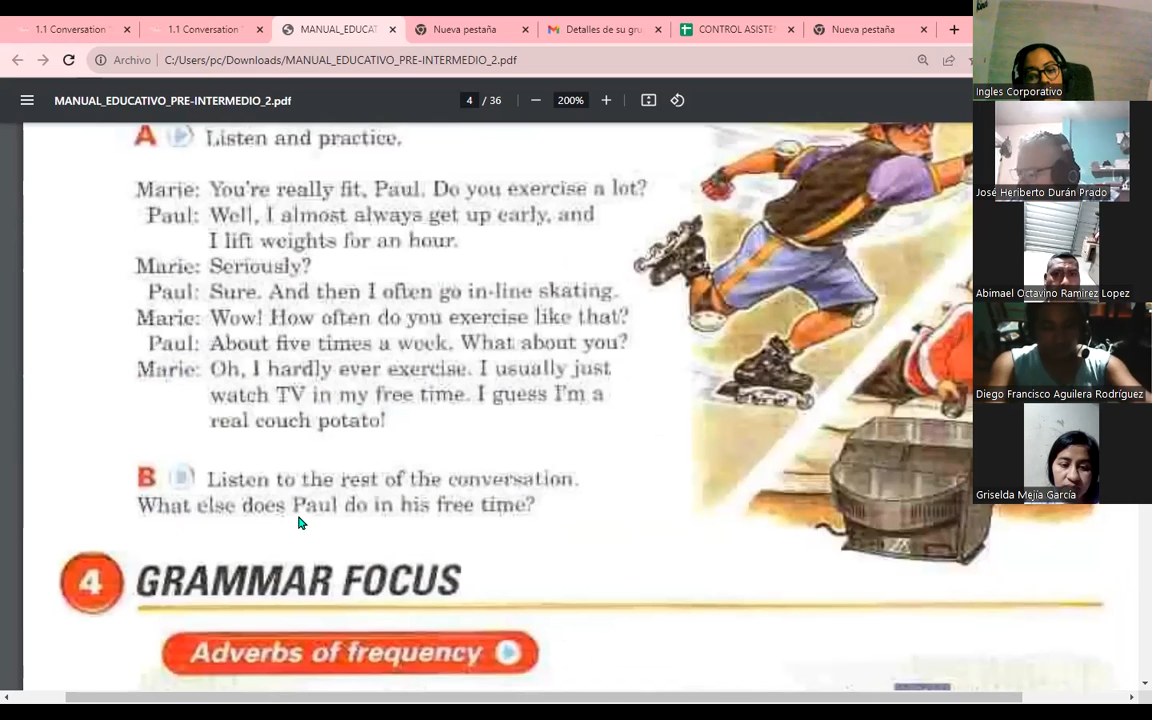 1.1 Conversation
1.1 Conversation
MANUAL_EDUCAT
Nueva pestaña
Detalles de su gru
CONTROL ASISTE
Nueva pestaña
Archivo
C:/Users/pc/Downloads/MANUAL_EDUCATIVO_PRE-INTERMEDIO_2.pdf
MANUAL_EDUCATIVO_PRE-INTERMEDIO_2.pdf
4 / 36
200%
A Listen and practice.
Marie: You're really fit, Paul. Do you exercise a lot?
Paul: Well, I almost always get up early, and
I lift weights for an hour.
Marie: Seriously?
Paul: Sure. And then I often go in-line skating.
Marie: Wow! How often do you exercise like that?
Paul: About five times a week. What about you?
Marie: Oh, I hardly ever exercise. I usually just
watch TV in my free time. I guess I'm a
real couch potato!
B Listen to the rest of the conversation.
What else does Paul do in his free time?
4 GRAMMAR FOCUS
Adverbs of frequency
Ingles Corporativo
José Heriberto Durán Prado
Abimael Octavino Ramirez Lopez
Diego Francisco Aguilera Rodríguez
Griselda Mejía García